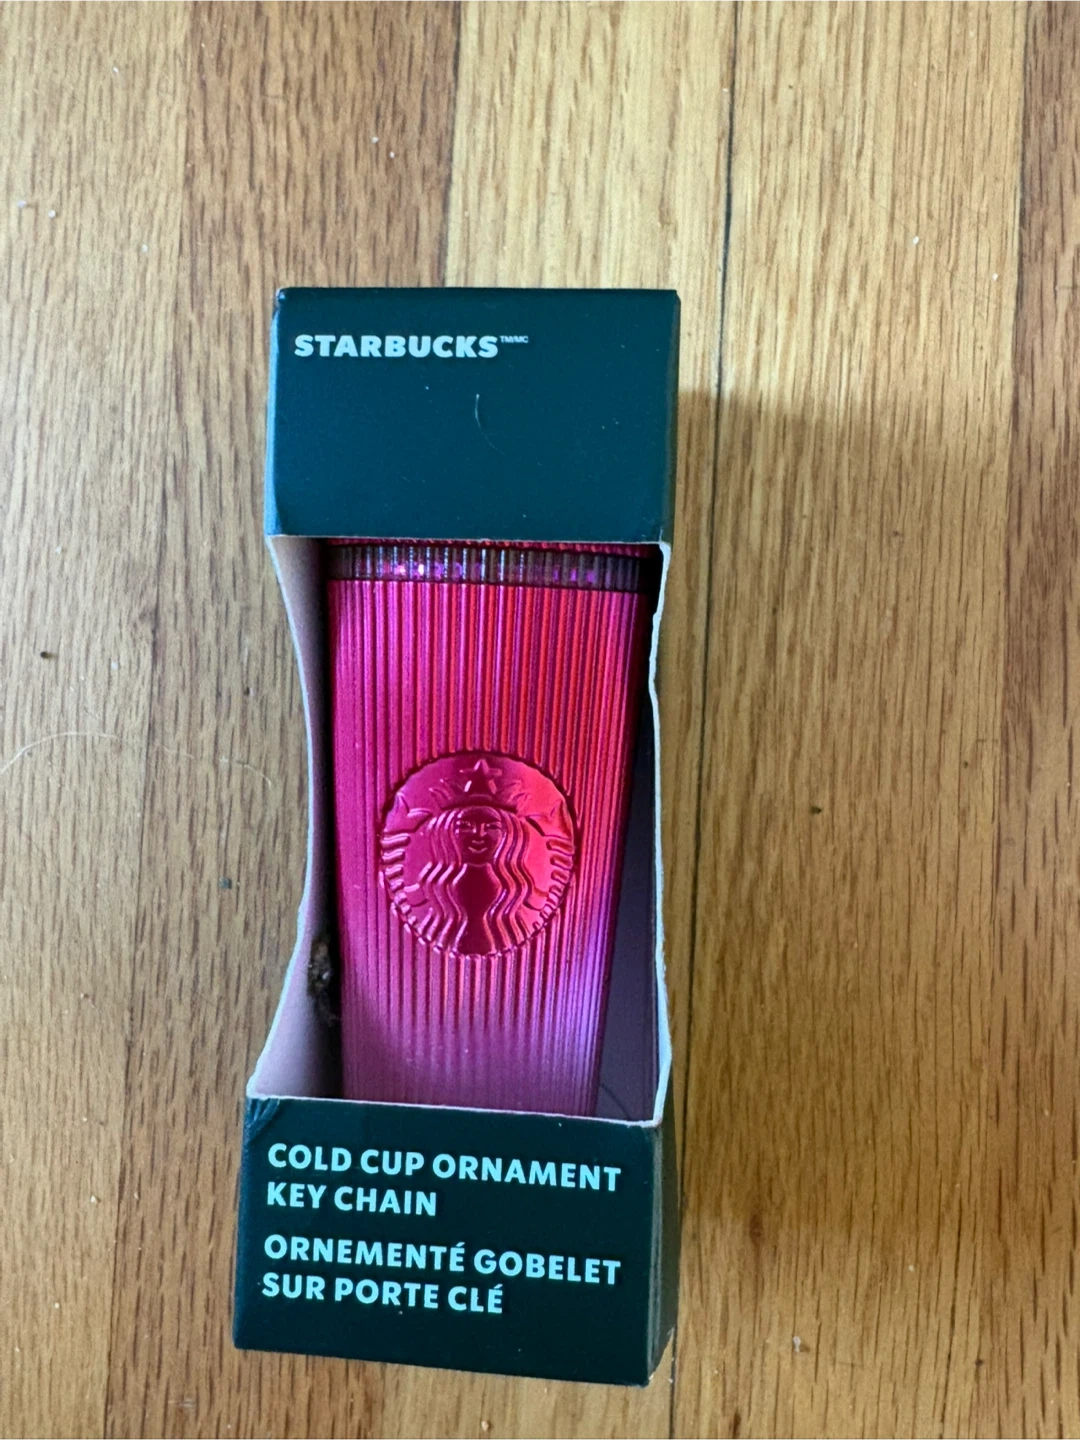 STARBUCKS™/MC
COLD CUP ORNAMENT
KEY CHAIN
ORNEMENTÉ GOBELET
SUR PORTE CLÉ